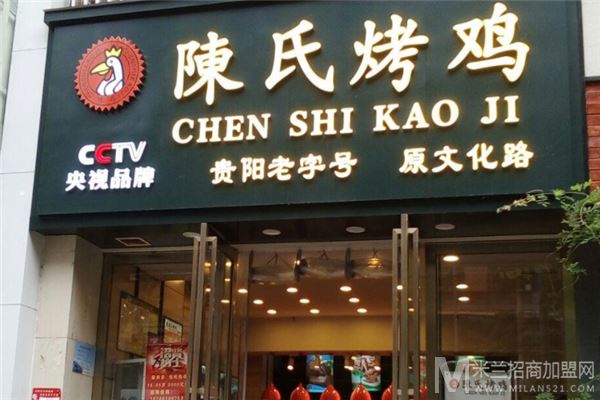 陳氏烤鸡
CHEN SHI KAO JI
CCTV
央视品牌
贵阳老字号 原文化路
米兰招商加盟网
WWW.MILAN521.COM